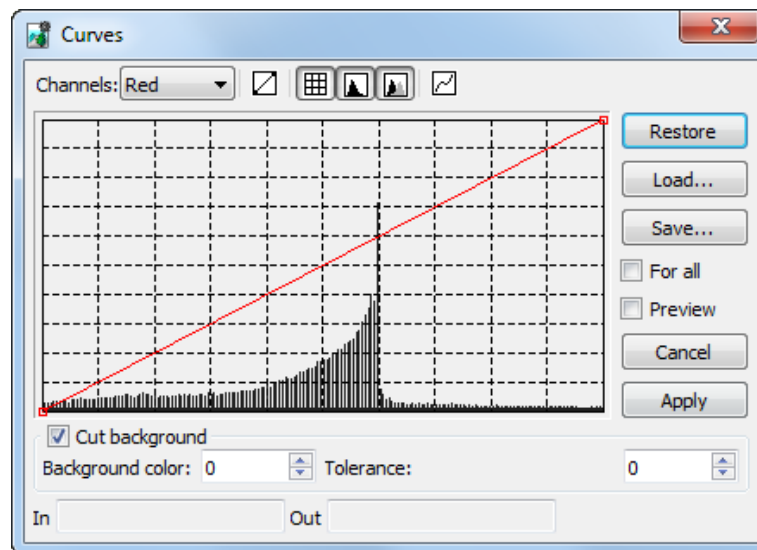 Curves
Channels: Red
Restore
Load...
Save...
For all
Preview
Cancel
Apply
Cut background
Background color: 0 Tolerance: 0
In Out